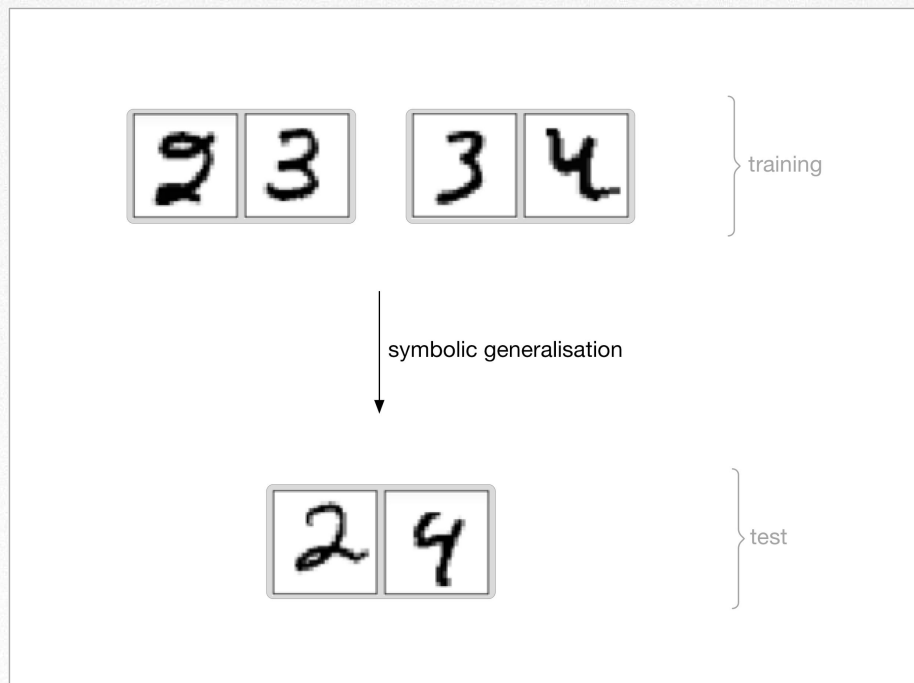 2 3 3 4
training
symbolic generalisation
2 4
test